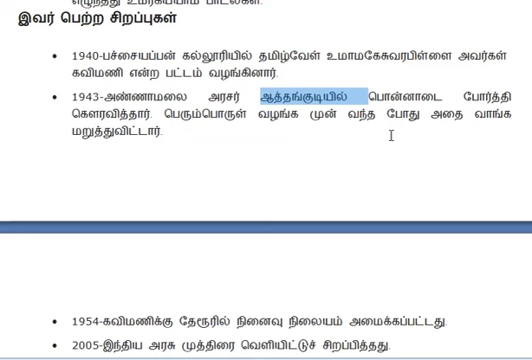 இவர் பெற்ற சிறப்புகள்
• 1940-பச்சையப்பன் கல்லூரியில் தமிழ்வேள் உமாமகேசுவரபிள்ளை அவர்கள்
கவிமணி என்ற பட்டம் வழங்கினார்.
• 1943-அண்ணாமலை அரசர் ஆத்தங்குடியில் பொன்னாடை போர்த்தி
கௌரவித்தார். பெரும்பொருள் வழங்க முன் வந்த போது அதை வாங்க
மறுத்துவிட்டார்.
• 1954-கவிமணிக்கு தேரூரில் நினைவு நிலையம் அமைக்கப்பட்டது.
• 2005-இந்திய அரசு முத்திரை வெளியிட்டுச் சிறப்பித்தது.